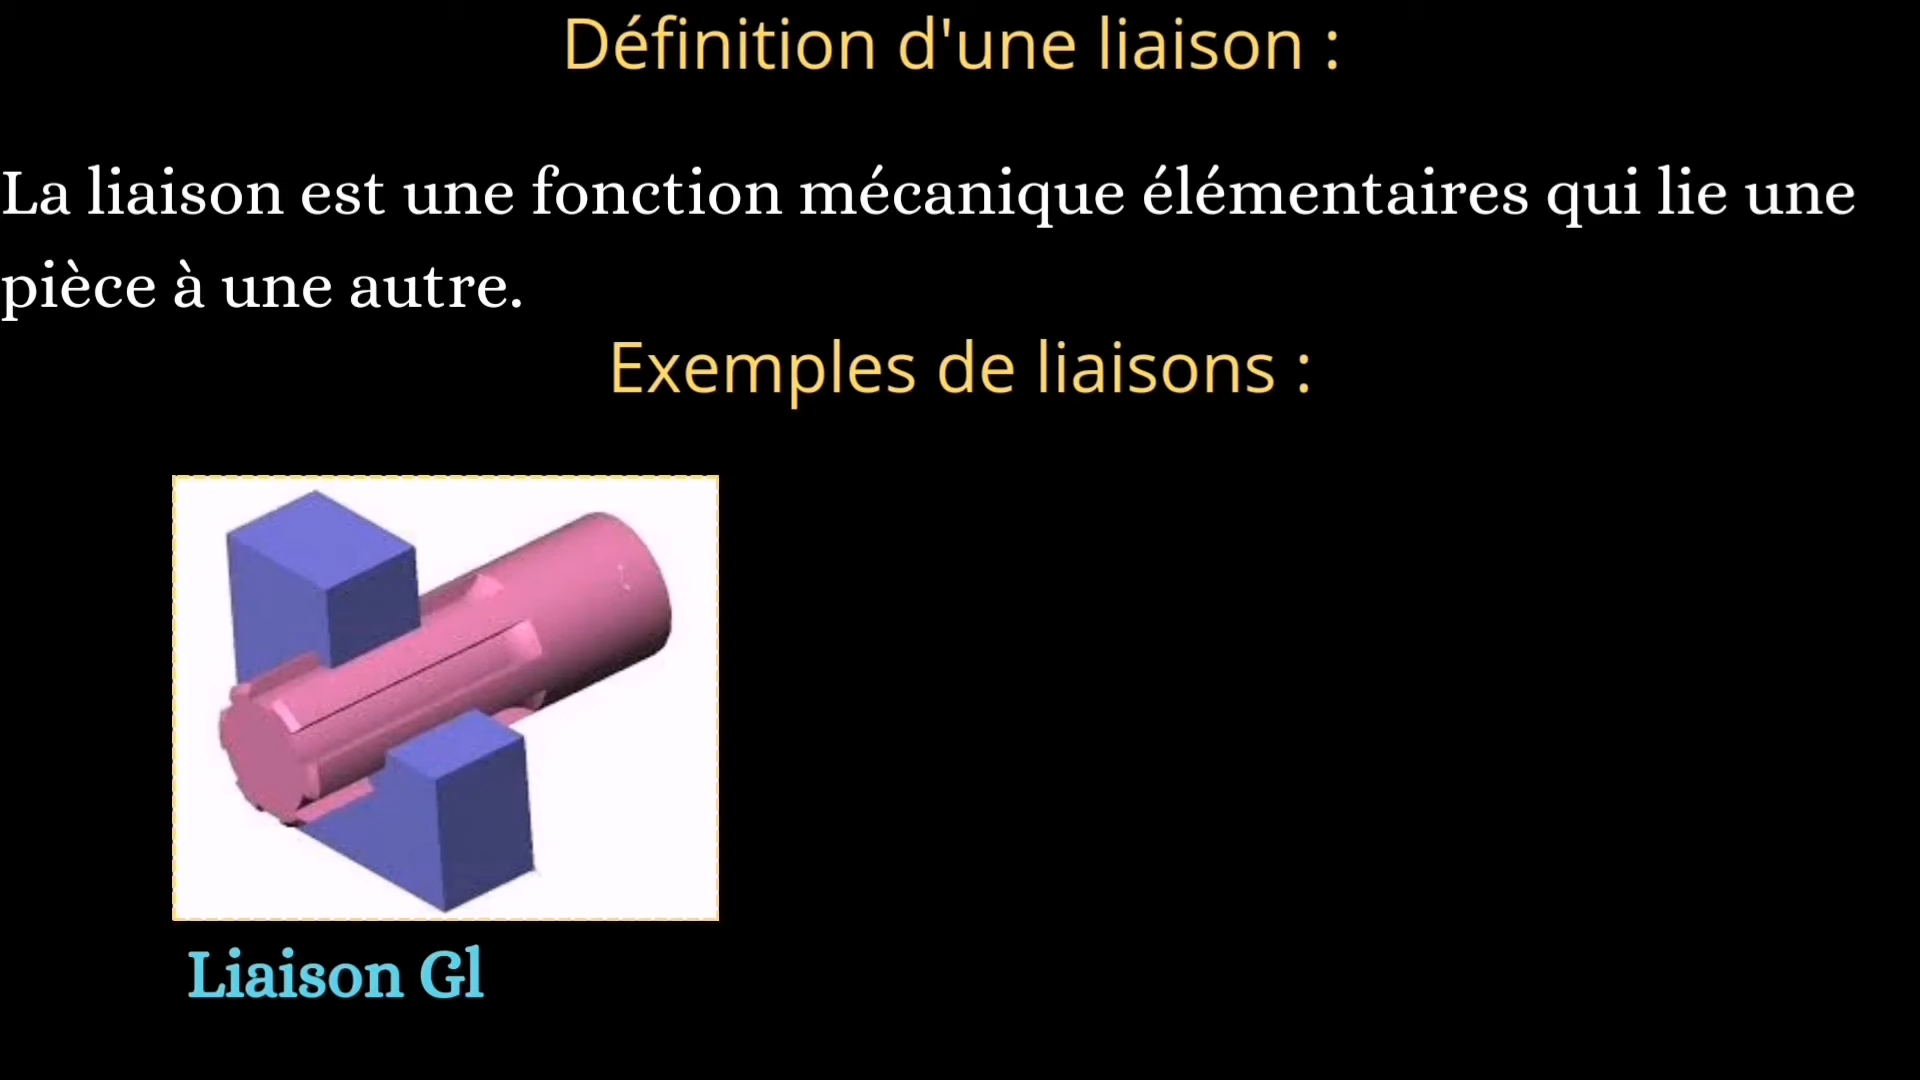 Définition d'une liaison :
La liaison est une fonction mécanique élémentaires qui lie une
pièce à une autre.
Exemples de liaisons :
Liaison Gl